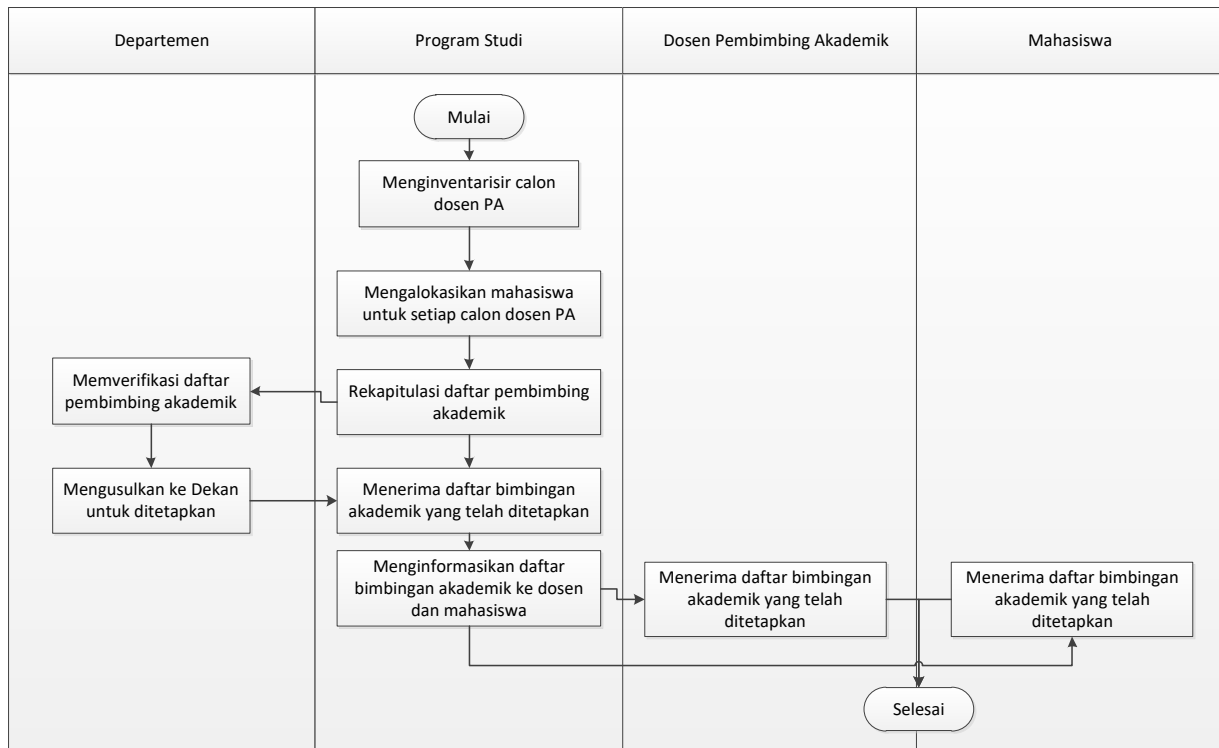 Departemen
Program Studi
Dosen Pembimbing Akademik
Mahasiswa
Mulai
Menginventarisir calon
dosen PA
Mengalokasikan mahasiswa
untuk setiap calon dosen PA
Memverifikasi daftar
pembimbing akademik
Rekapitulasi daftar pembimbing
akademik
Mengusulkan ke Dekan
untuk ditetapkan
Menerima daftar bimbingan
akademik yang telah ditetapkan
Menginformasikan daftar
bimbingan akademik ke dosen
dan mahasiswa
Menerima daftar bimbingan
akademik yang telah
ditetapkan
Menerima daftar bimbingan
akademik yang telah
ditetapkan
Selesai